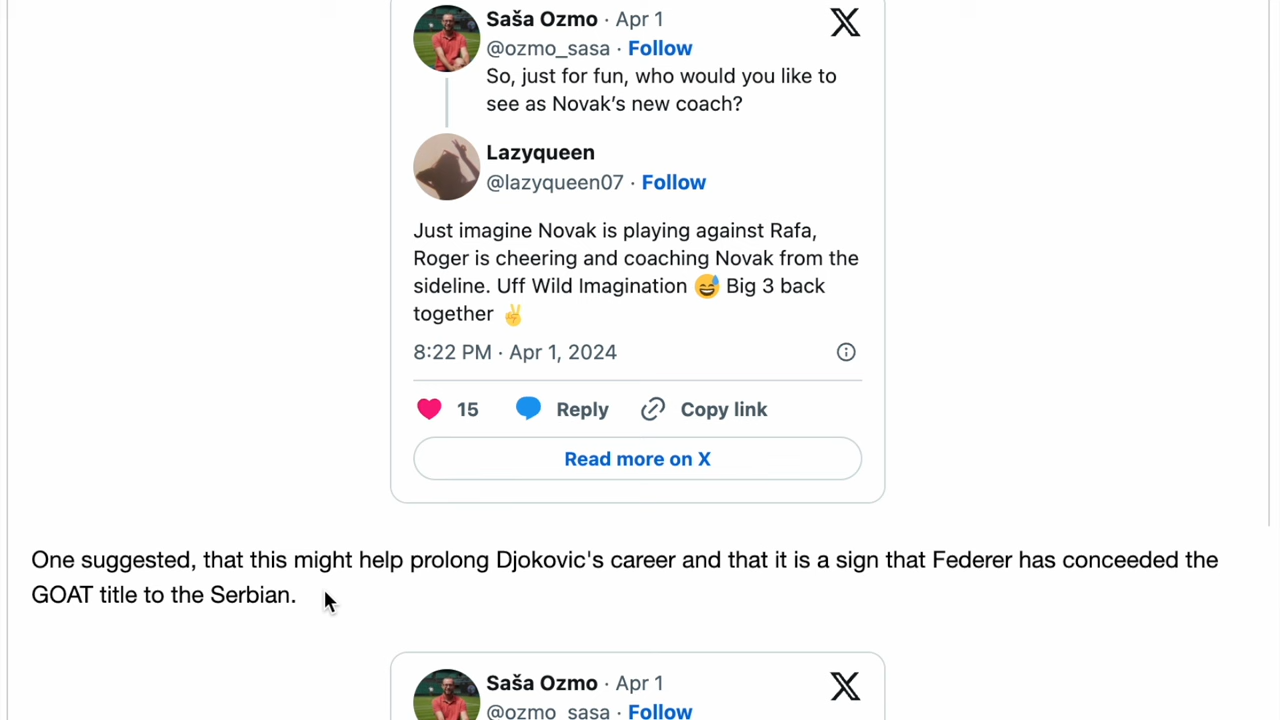 Saša Ozmo · Apr 1
@ozmo_sasa · Follow
So, just for fun, who would you like to
see as Novak’s new coach?
Lazyqueen
@lazyqueen07 · Follow
Just imagine Novak is playing against Rafa,
Roger is cheering and coaching Novak from the
sideline. Uff Wild Imagination 😅 Big 3 back
together ✌️
8:22 PM · Apr 1, 2024
15 Reply Copy link
Read more on X
One suggested, that this might help prolong Djokovic's career and that it is a sign that Federer has conceeded the
GOAT title to the Serbian.
Saša Ozmo · Apr 1
@ozmo_sasa · Follow